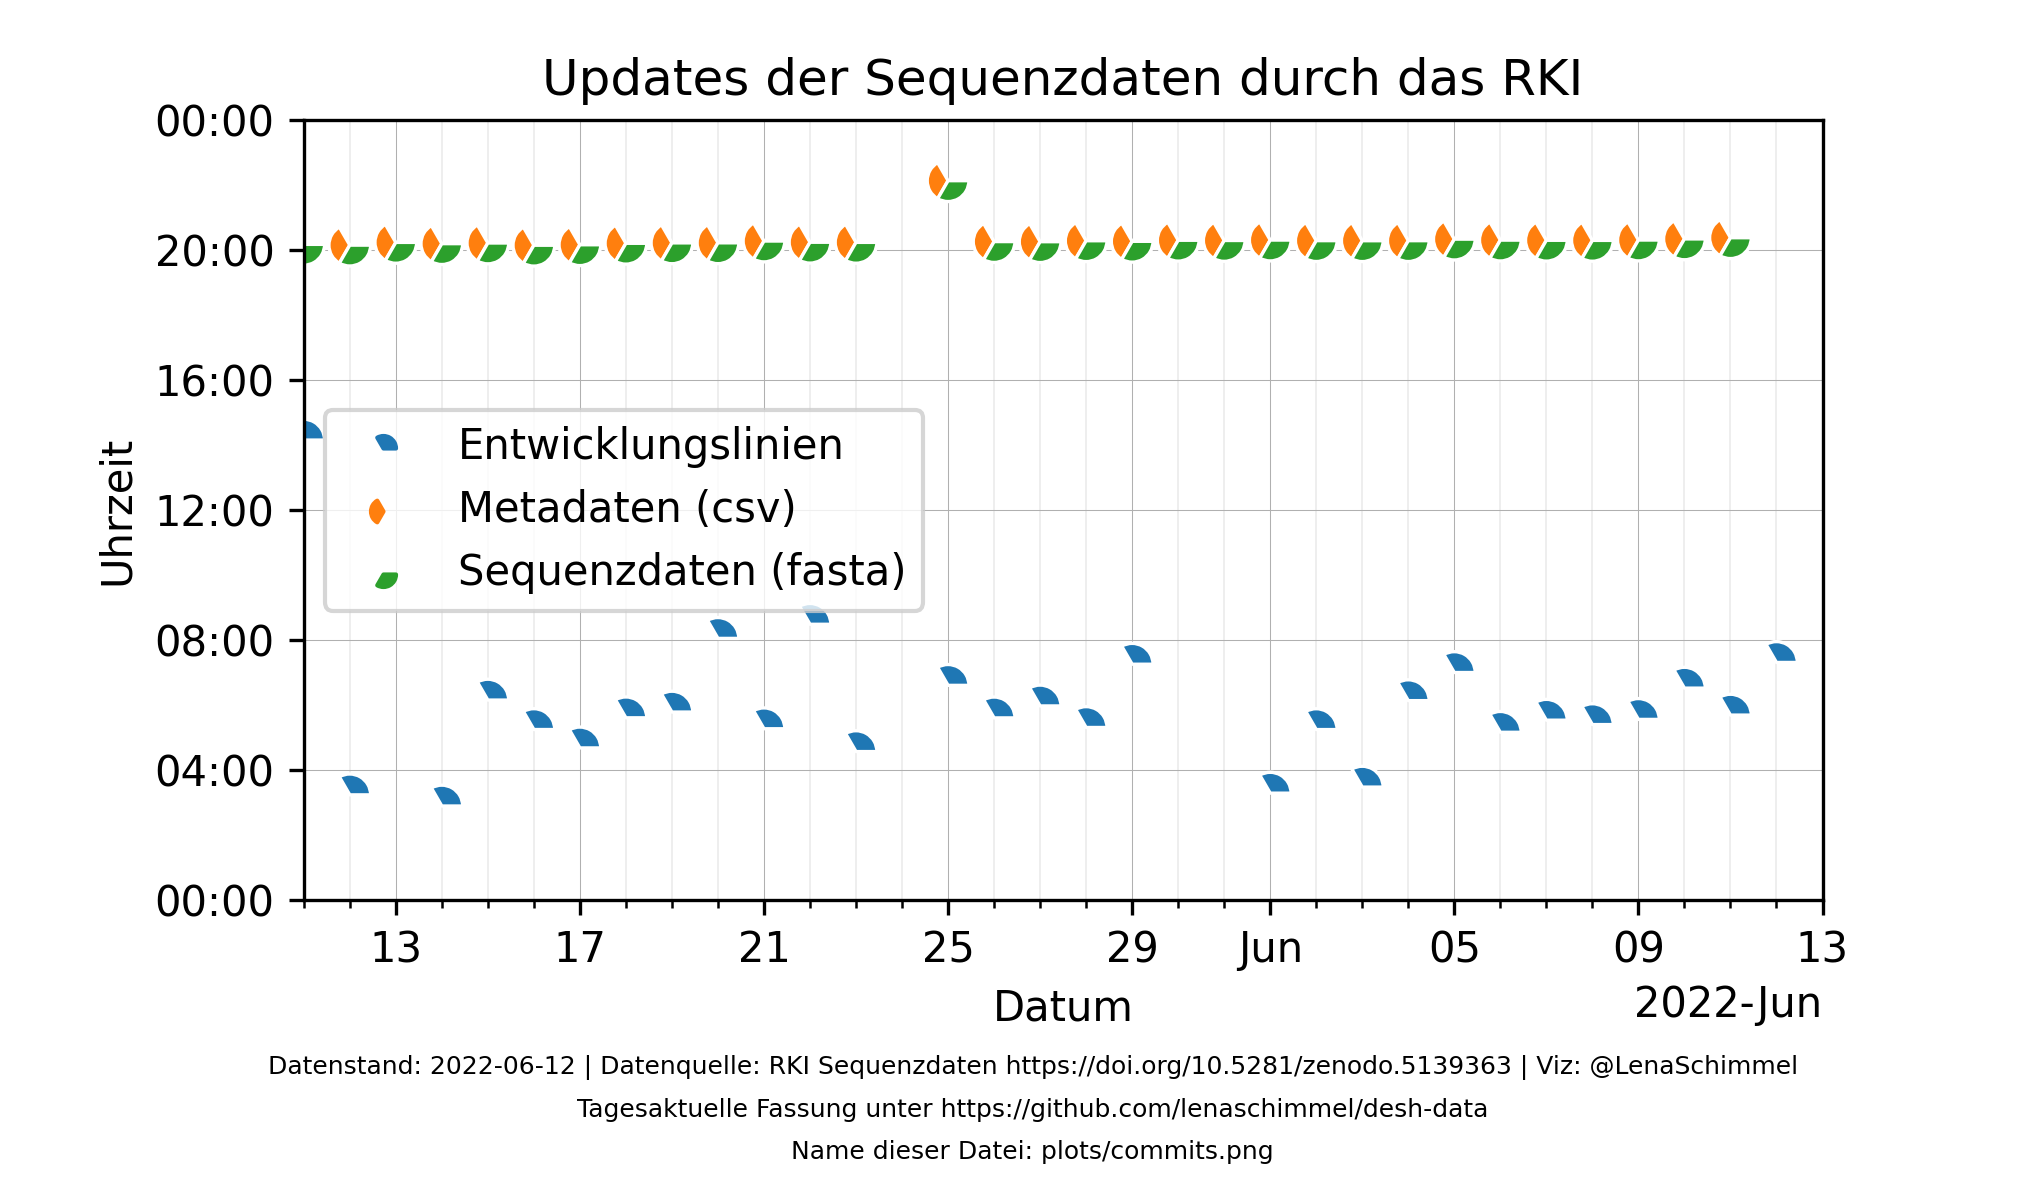 Updates der Sequenzdaten durch das RKI
00:00
20:00
16:00
12:00
08:00
04:00
00:00
Uhrzeit
Entwicklungslinien
Metadaten (csv)
Sequenzdaten (fasta)
13 17 21 25 29 Jun 05 09 13
Datum
2022-Jun
Datenstand: 2022-06-12 | Datenquelle: RKI Sequenzdaten https://doi.org/10.5281/zenodo.5139363 | Viz: @LenaSchimmel
Tagesaktuelle Fassung unter https://github.com/lenaschimmel/desh-data
Name dieser Datei: plots/commits.png